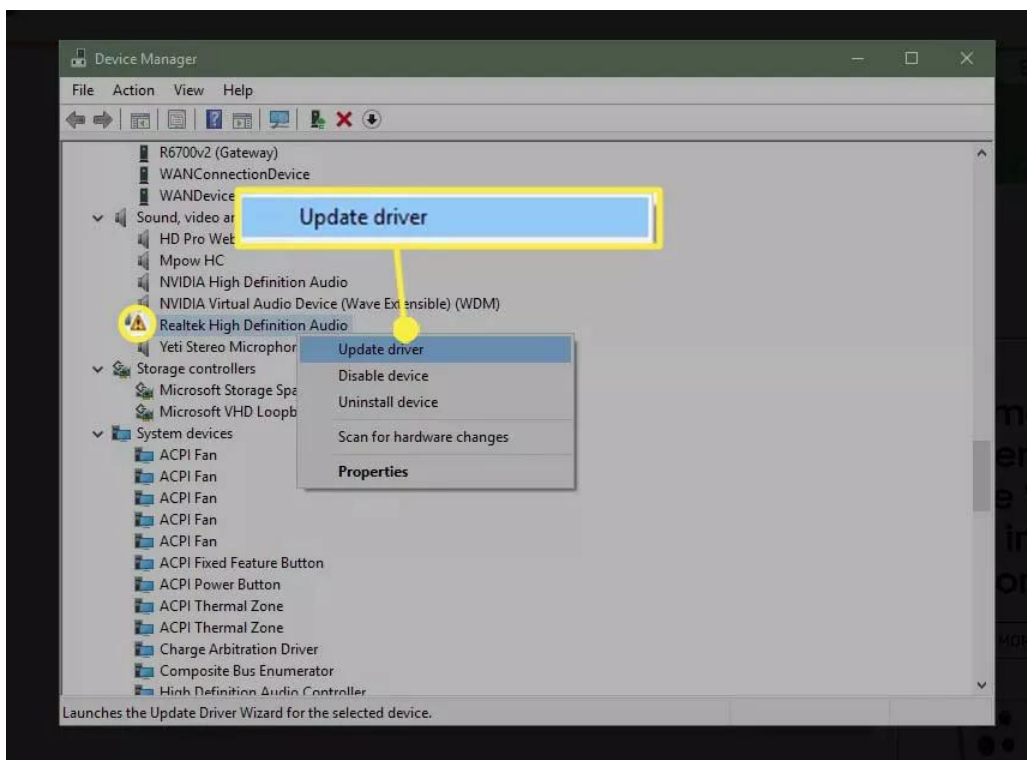 Device Manager
File Action View Help
R6700v2 (Gateway)
WANConnectionDevice
WANDevice
Sound, video
Update driver
HD Pro
Mpow HC
NVIDIA High Definition Audio
NVIDIA Virtual Audio Device (Wave Extensible) (WDM)
Realtek High Definition Audio
Yeti Stereo
Update driver
Disable device
Uninstall device
Scan for hardware changes
Properties
Storage controllers
Microsoft Storage
Microsoft VHD
System devices
ACPI Fan
ACPI Fan
ACPI Fan
ACPI Fan
ACPI Fan
ACPI Fixed Feature Button
ACPI Power Button
ACPI Thermal Zone
ACPI Thermal Zone
Charge Arbitration Driver
Composite Bus Enumerator
High Definition Audio Controller
Launches the Update Driver Wizard for the selected device.